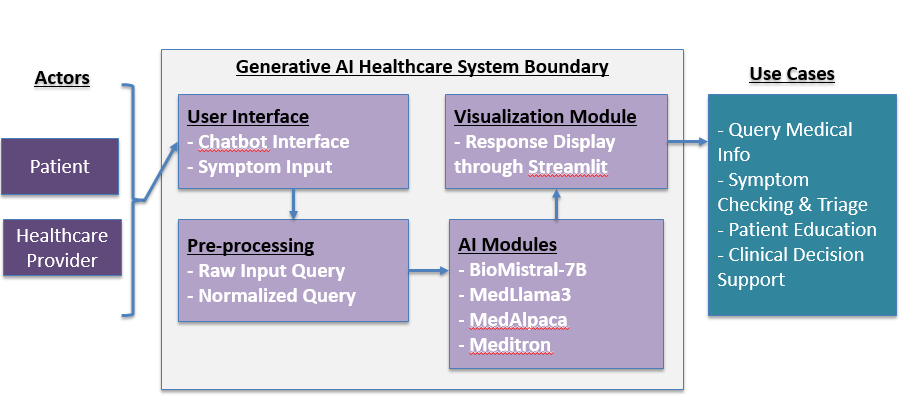 Generative AI Healthcare System Boundary
Actors
Patient
Healthcare
Provider
User Interface
- Chatbot Interface
- Symptom Input
Pre-processing
- Raw Input Query
- Normalized Query
Visualization Module
- Response Display
through Streamlit
AI Modules
- BioMistral-7B
- MedLlama3
- MedAlpaca
- Meditron
Use Cases
- Query Medical
Info
- Symptom
Checking & Triage
- Patient Education
- Clinical Decision
Support